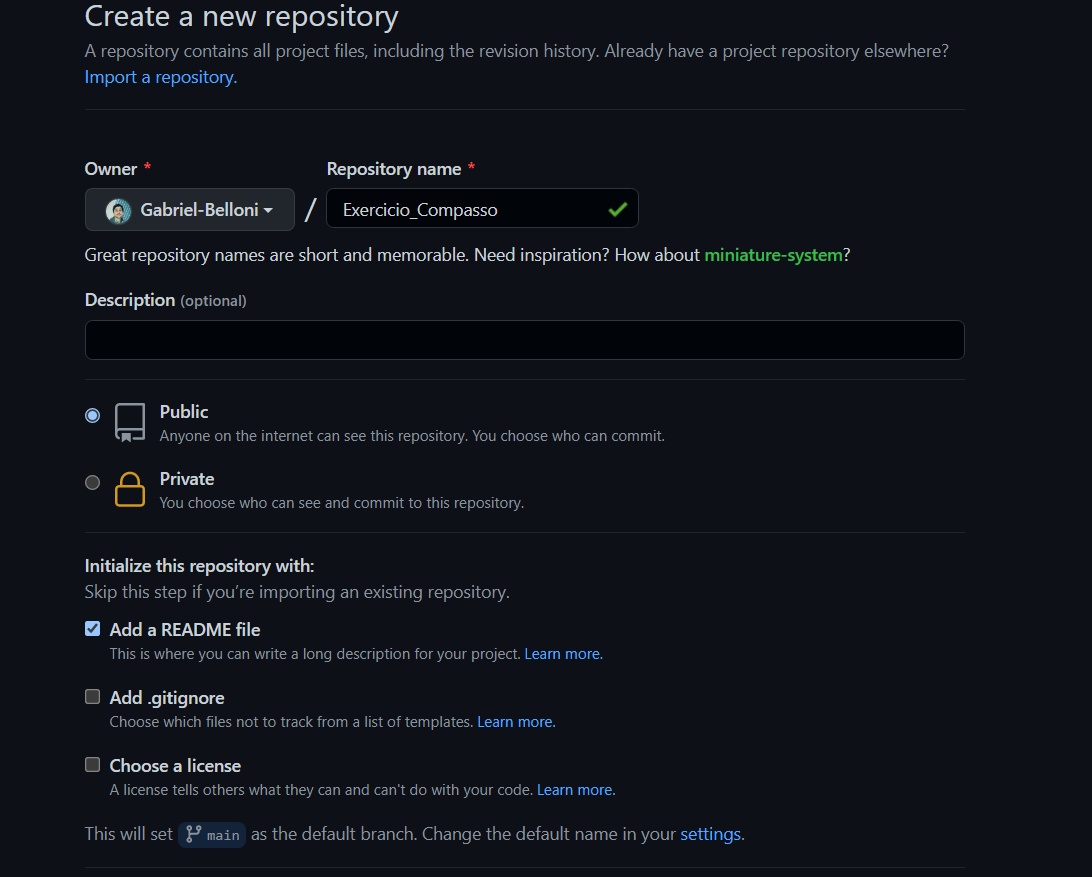 Create a new repository
A repository contains all project files, including the revision history. Already have a project repository elsewhere?
Import a repository.
Owner * Repository name *
Gabriel-Belloni / Exercicio_Compasso
Great repository names are short and memorable. Need inspiration? How about miniature-system?
Description (optional)
Public
Anyone on the internet can see this repository. You choose who can commit.
Private
You choose who can see and commit to this repository.
Initialize this repository with:
Skip this step if you’re importing an existing repository.
Add a README file
This is where you can write a long description for your project. Learn more.
Add .gitignore
Choose which files not to track from a list of templates. Learn more.
Choose a license
A license tells others what they can and can't do with your code. Learn more.
This will set main as the default branch. Change the default name in your settings.